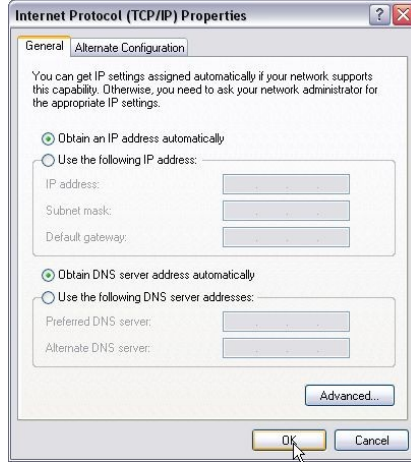 Internet Protocol (TCP/IP) Properties
General
Alternate Configuration
You can get IP settings assigned automatically if your network supports
this capability. Otherwise, you need to ask your network administrator for
the appropriate IP settings.
Obtain an IP address automatically
Use the following IP address:
IP address:
Subnet mask:
Default gateway:
Obtain DNS server address automatically
Use the following DNS server addresses:
Preferred DNS server:
Alternate DNS server:
Advanced...
OK
Cancel